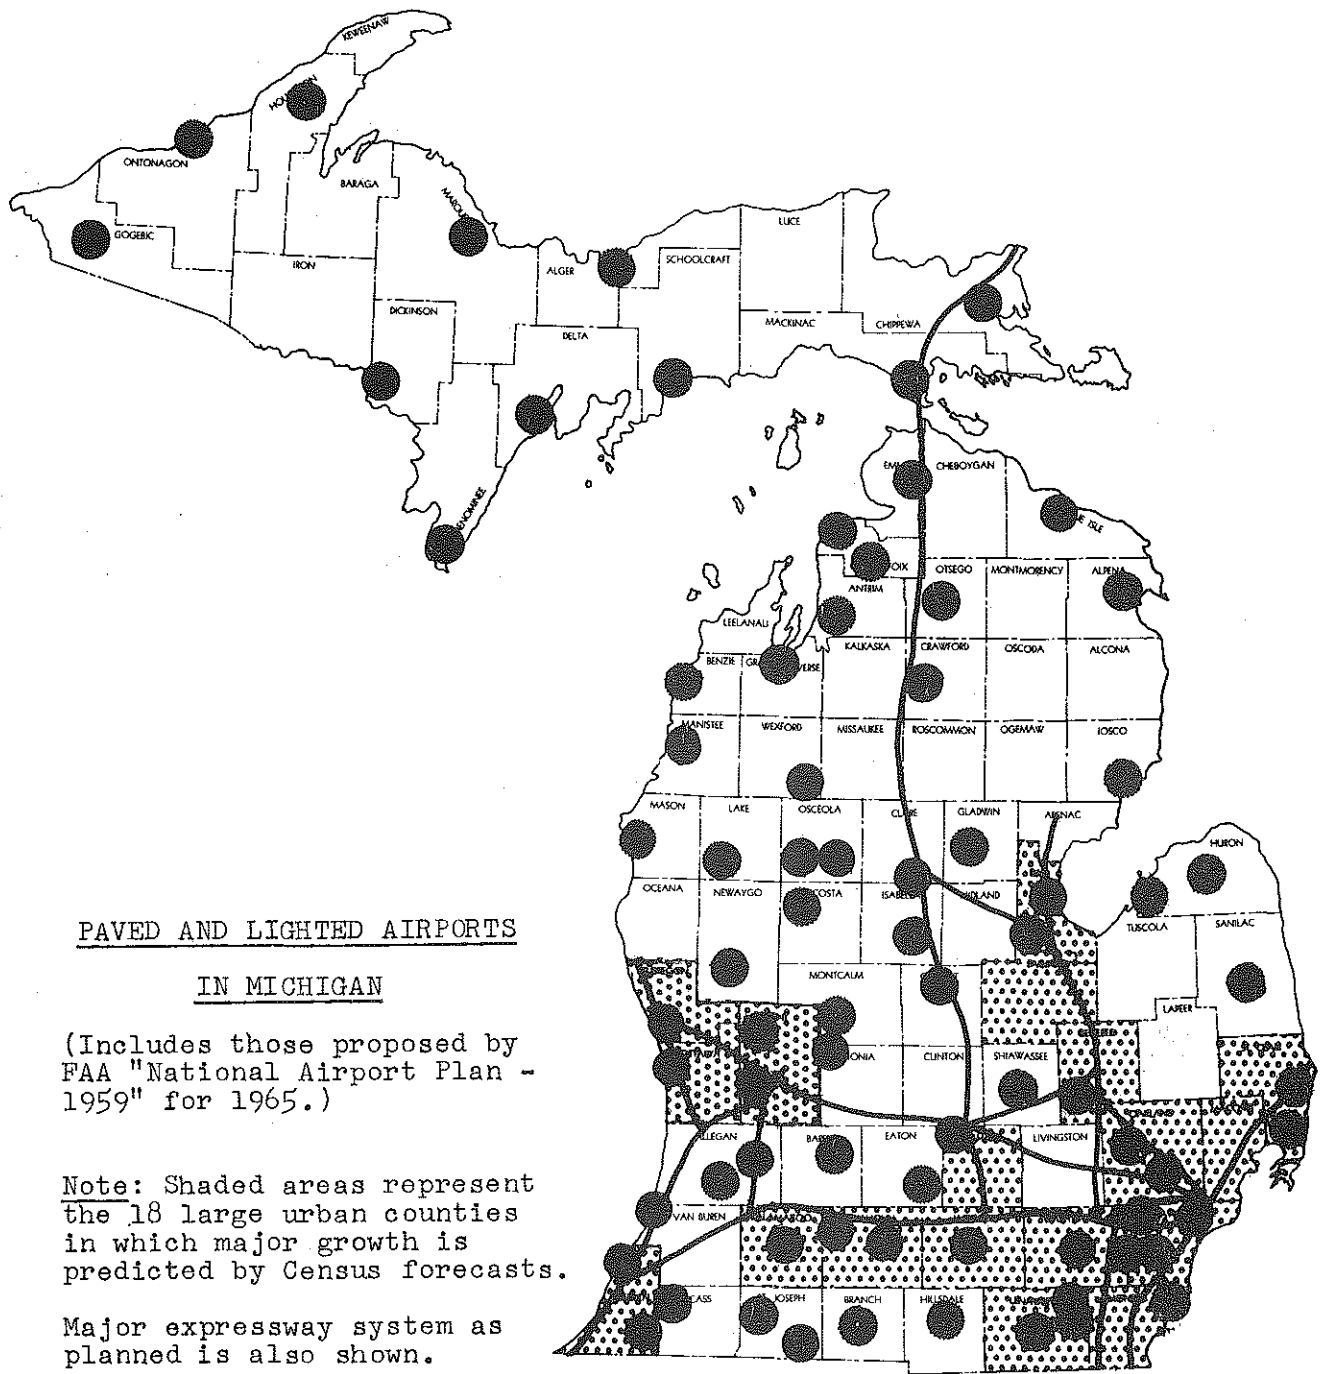 KEWEENAW
ONTONAGON
BARAGA
GOGEBIC
IRON
ALGER
SCHOOLCRAFT
LUCE
DICKINSON
DELTA
MACKINAC
CHIPPEWA
CHEBOYGAN
ANTRIM
OTSEGO
MONTMORENCY
ALPENA
LEELANAU
BENZIE
KALKASKA
CRAWFORD
OSCODA
ALCONA
MANISTEE
WEXFORD
MISSAUKEE
ROSCOMMON
OGEMAW
IOSCO
MASON
LAKE
OSCEOLA
GLADWIN
HURON
OCEANA
NEWAYGO
TUSCOLA
SANILAC
MONTCALM
LAPEER
CLINTON
SHIAWASSEE
EATON
LIVINGSTON
VAN BUREN
CASS
BRANCH
HILLSDALE
PAVED AND LIGHTED AIRPORTS
IN MICHIGAN
(Includes those proposed by
FAA "National Airport Plan -
1959" for 1965.)
Note: Shaded areas represent
the 18 large urban counties
in which major growth is
predicted by Census forecasts.
Major expressway system as
planned is also shown.